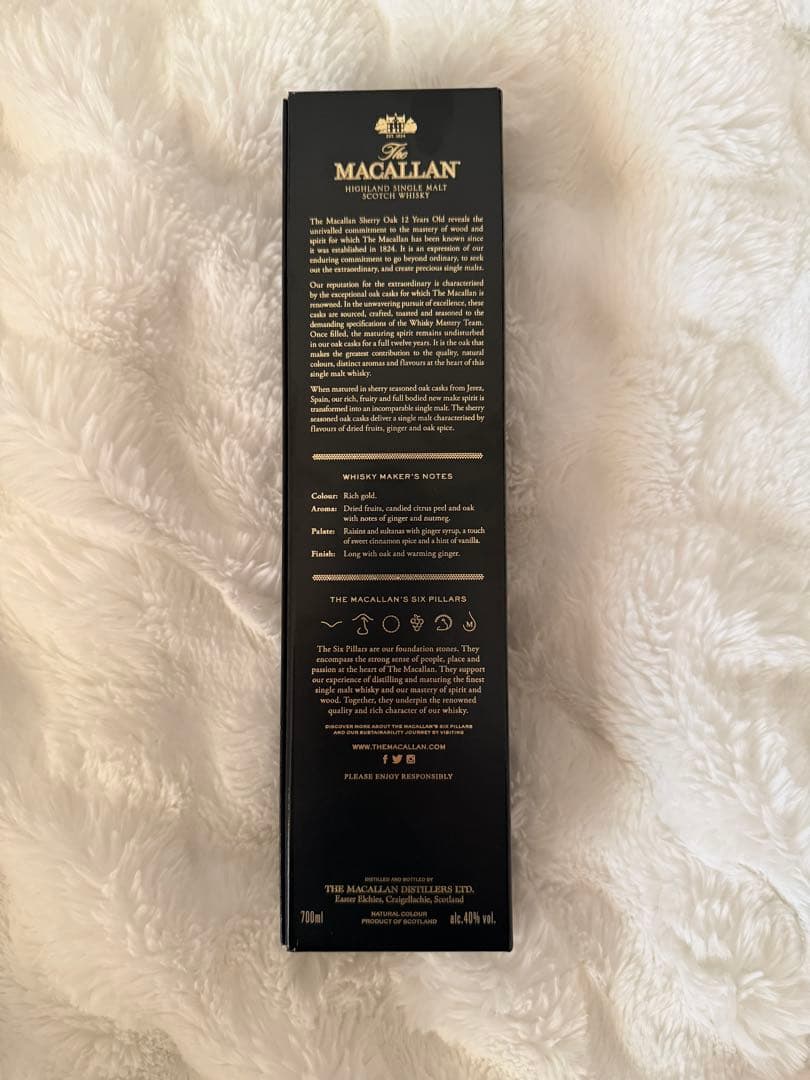 EST. 1824
The
MACALLAN
HIGHLAND SINGLE MALT
SCOTCH WHISKY
The Macallan Sherry Oak 12 Years Old reveals the
unrivalled commitment to the mastery of wood and
spirit for which The Macallan has been known since
it was established in 1824. It is an expression of our
enduring commitment to go beyond ordinary, to seek
out the extraordinary, and create precious single malts.
Our reputation for the extraordinary is characterised
by the exceptional oak casks for which The Macallan is
renowned. In the unwavering pursuit of excellence, these
casks are sourced, crafted, toasted and seasoned to the
demanding specifications of the Whisky Mastery Team.
Once filled, the maturing spirit remains undisturbed
in our oak casks for a full twelve years. It is the oak that
makes the greatest contribution to the quality, natural
colours, distinct aromas and flavours at the heart of this
single malt whisky.
When matured in sherry seasoned oak casks from Jerez,
Spain, our rich, fruity and full bodied new make spirit is
transformed into an incomparable single malt. The sherry
seasoned oak casks deliver a single malt characterised by
flavours of dried fruits, ginger and oak spice.
WHISKY MAKER'S NOTES
Colour: Rich gold.
Aroma: Dried fruits, candied citrus peel and oak
with notes of ginger and nutmeg.
Palate: Raisins and sultanas with ginger syrup, a touch
of sweet cinnamon spice and a hint of vanilla.
Finish: Long with oak and warming ginger.
THE MACALLAN'S SIX PILLARS
M
The Six Pillars are our foundation stones. They
encompass the strong sense of people, place and
passion at the heart of The Macallan. They support
our experience of distilling and maturing the finest
single malt whisky and our mastery of spirit and
wood. Together, they underpin the renowned
quality and rich character of our whisky.
DISCOVER MORE ABOUT THE MACALLAN'S SIX PILLARS
AND OUR SUSTAINABILITY JOURNEY BY VISITING
WWW.THEMACALLAN.COM
PLEASE ENJOY RESPONSIBLY
DISTILLED AND BOTTLED BY
THE MACALLAN DISTILLERS LTD.
Easter Elchies, Craigellachie, Scotland
700ml NATURAL COLOUR alc.40% vol.
PRODUCT OF SCOTLAND